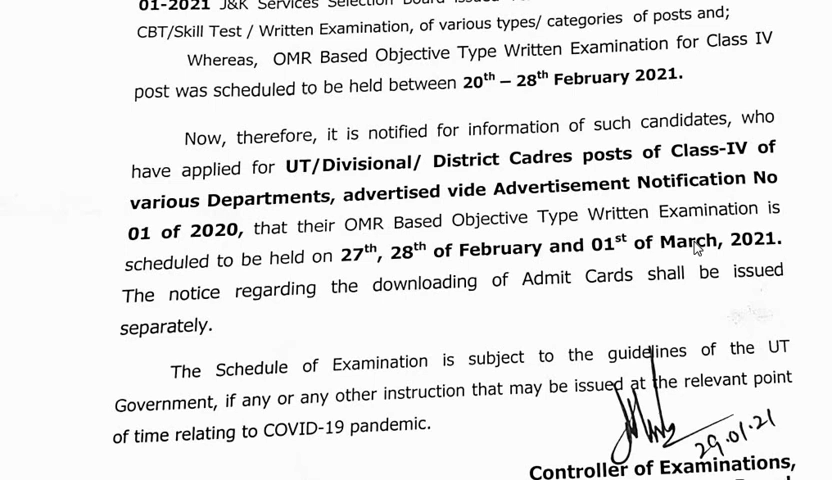 01-2021 J&K Services Selection Board issued
CBT/Skill Test / Written Examination, of various types/ categories of posts and;
Whereas, OMR Based Objective Type Written Examination for Class IV
post was scheduled to be held between 20th – 28th February 2021.
Now, therefore, it is notified for information of such candidates, who
have applied for UT/Divisional/ District Cadres posts of Class-IV of
various Departments, advertised vide Advertisement Notification No
01 of 2020, that their OMR Based Objective Type Written Examination is
scheduled to be held on 27th, 28th of February and 01st of March, 2021.
The notice regarding the downloading of Admit Cards shall be issued
separately.
The Schedule of Examination is subject to the guidelines of the UT
Government, if any or any other instruction that may be issued at the relevant point
of time relating to COVID-19 pandemic.
29.01.21
Controller of Examinations,